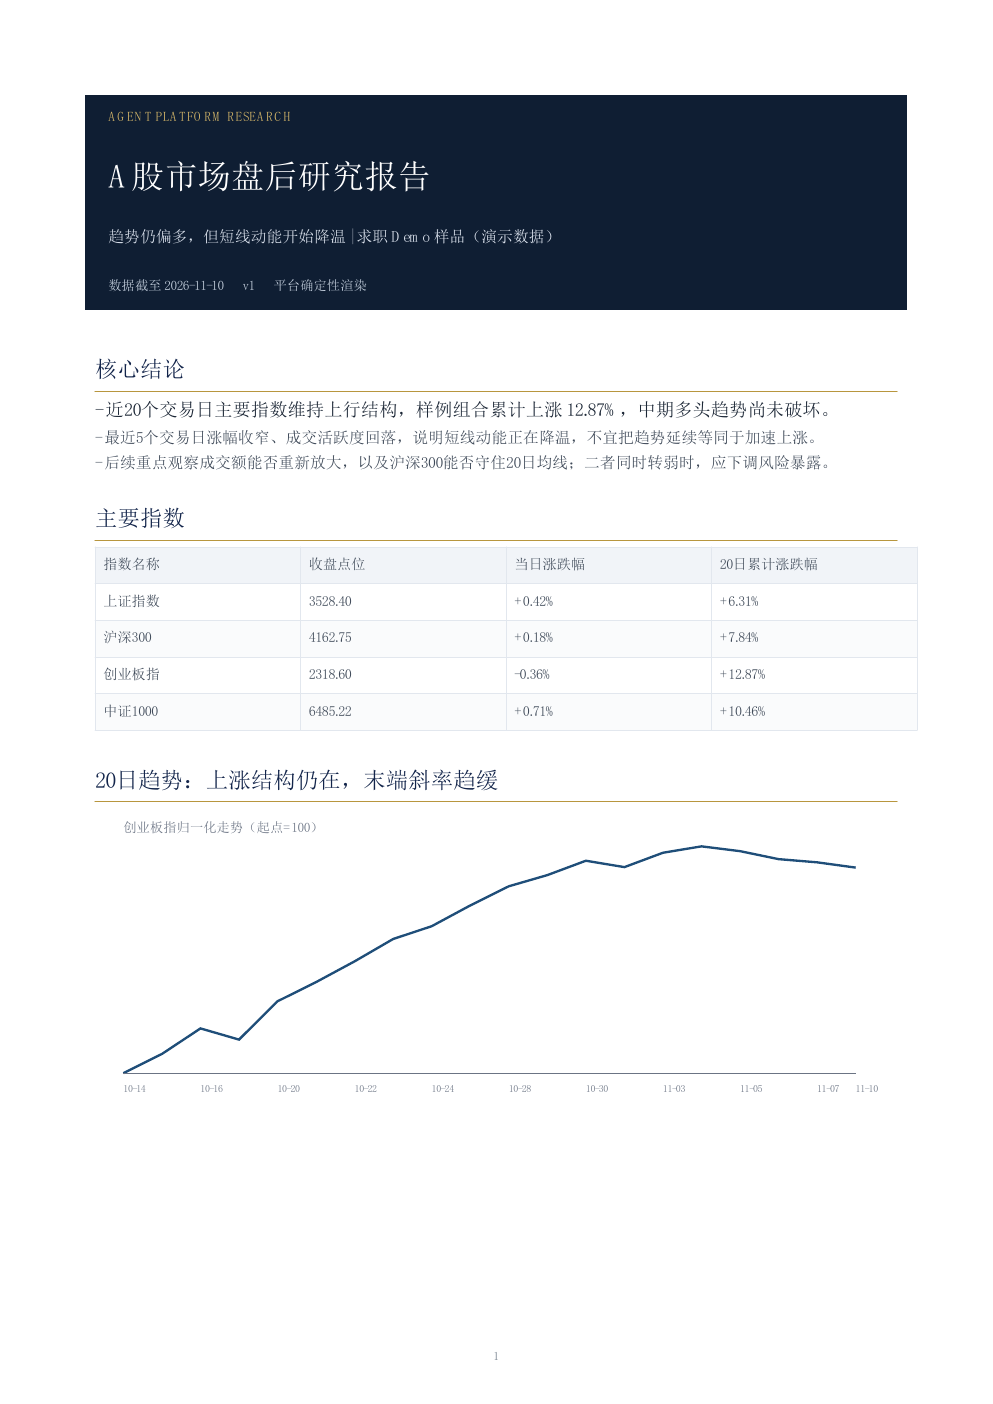 AGENT PLATFORM RESEARCH
A 股市场盘后研究报告
趋势仍偏多，但短线动能开始降温 | 求职 Demo 样品（演示数据）
数据截至 2026-11-10 v1 平台确定性渲染
核心结论
-近20个交易日主要指数维持上行结构，样例组合累计上涨 12.87% ，中期多头趋势尚未破坏。
-最近5个交易日涨幅收窄、成交活跃度回落，说明短线动能正在降温，不宜把趋势延续等同于加速上涨。
-后续重点观察成交额能否重新放大，以及沪深300能否守住20日均线；二者同时转弱时，应下调风险暴露。
主要指数
指数名称 收盘点位 当日涨跌幅 20日累计涨跌幅
上证指数 3528.40 +0.42% +6.31%
沪深300 4162.75 +0.18% +7.84%
创业板指 2318.60 -0.36% +12.87%
中证1000 6485.22 +0.71% +10.46%
20日趋势：上涨结构仍在，末端斜率趋缓
创业板指归一化走势（起点=100）
10-14 10-16 10-20 10-22 10-24 10-28 10-30 11-03 11-05 11-07 11-10
1